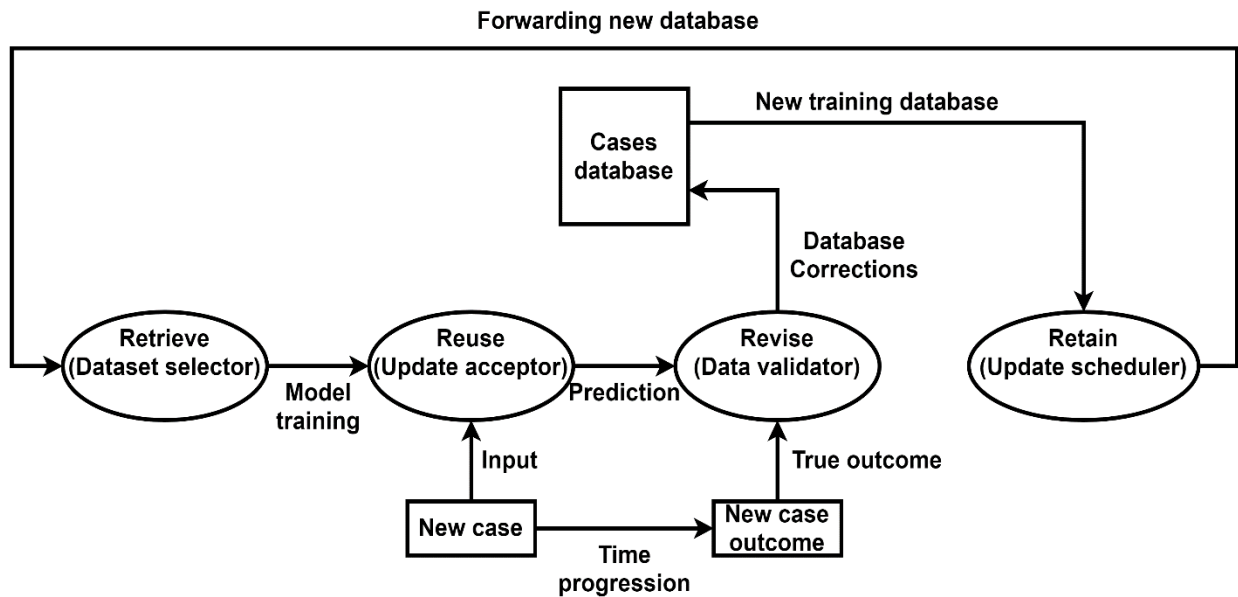 Forwarding new database
New training database
Cases
database
Database
Corrections
Retrieve
(Dataset selector)
Model
training
Reuse
(Update acceptor)
Prediction
Revise
(Data validator)
Retain
(Update scheduler)
Input
True outcome
New case
Time
progression
New case
outcome